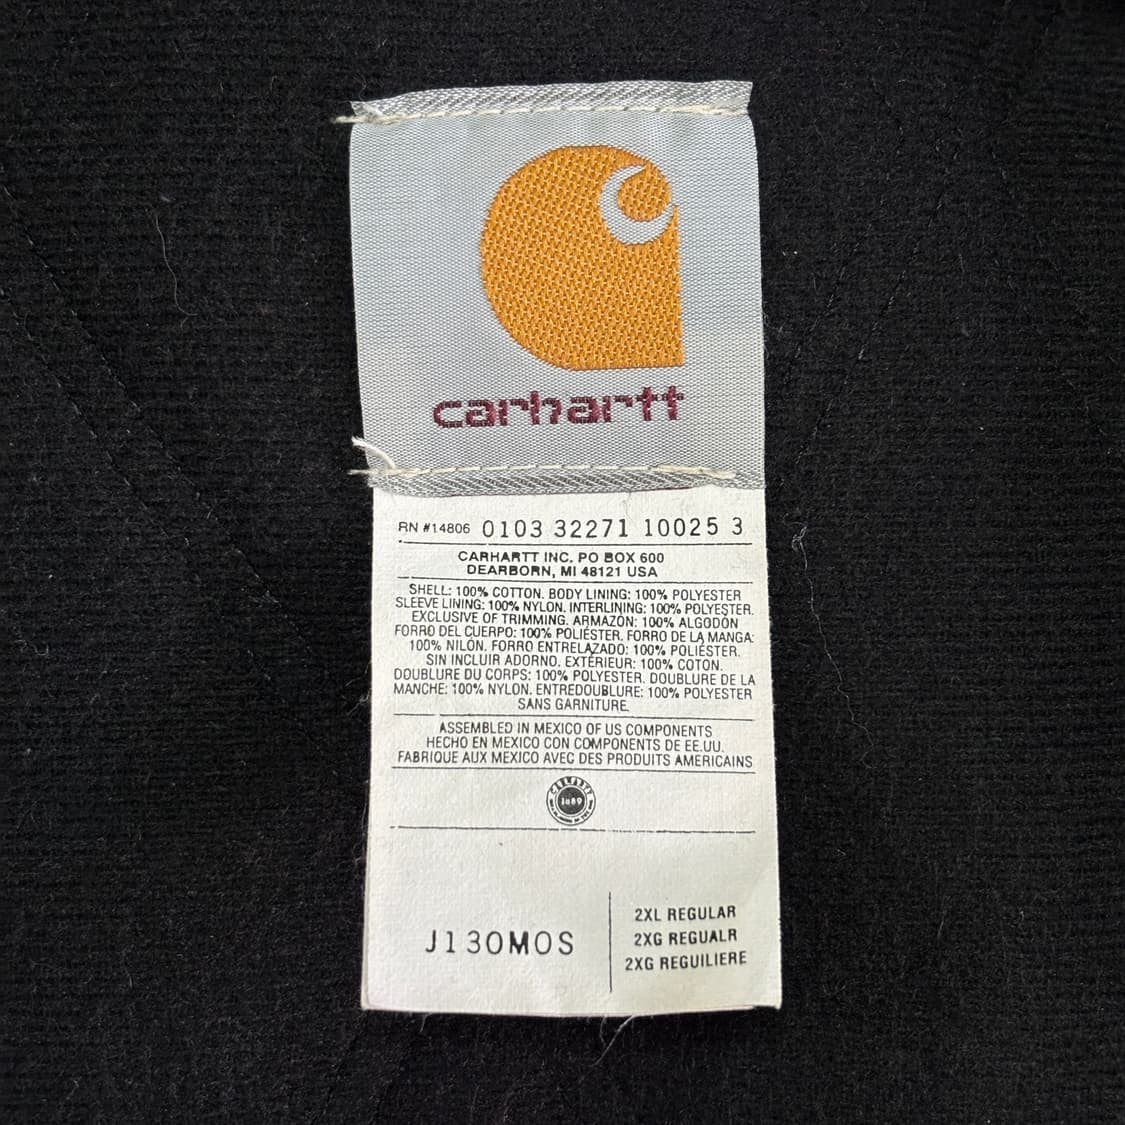 carhartt
RN #14806 0103 32271 10025 3
CARHARTT INC. PO BOX 600
DEARBORN, MI 48121 USA
SHELL: 100% COTTON. BODY LINING: 100% POLYESTER
SLEEVE LINING: 100% NYLON. INTERLINING: 100% POLYESTER.
EXCLUSIVE OF TRIMMING. ARMAZÓN: 100% ALGODÓN
FORRO DEL CUERPO: 100% POLIÉSTER. FORRO DE LA MANGA:
100% NILÓN. FORRO ENTRELAZADO: 100% POLIÉSTER.
SIN INCLUIR ADORNO. EXTÉRIEUR: 100% COTON.
DOUBLURE DU CORPS: 100% POLYESTER. DOUBLURE DE LA
MANCHE: 100% NYLON. ENTREDOUBLURE: 100% POLYESTER
SANS GARNITURE.
ASSEMBLED IN MEXICO OF US COMPONENTS
HECHO EN MEXICO CON COMPONENTS DE EE.UU.
FABRIQUE AUX MEXICO AVEC DES PRODUITS AMERICAINS
1889
J130MOS
2XL REGULAR
2XG REGUALR
2XG REGUILIERE